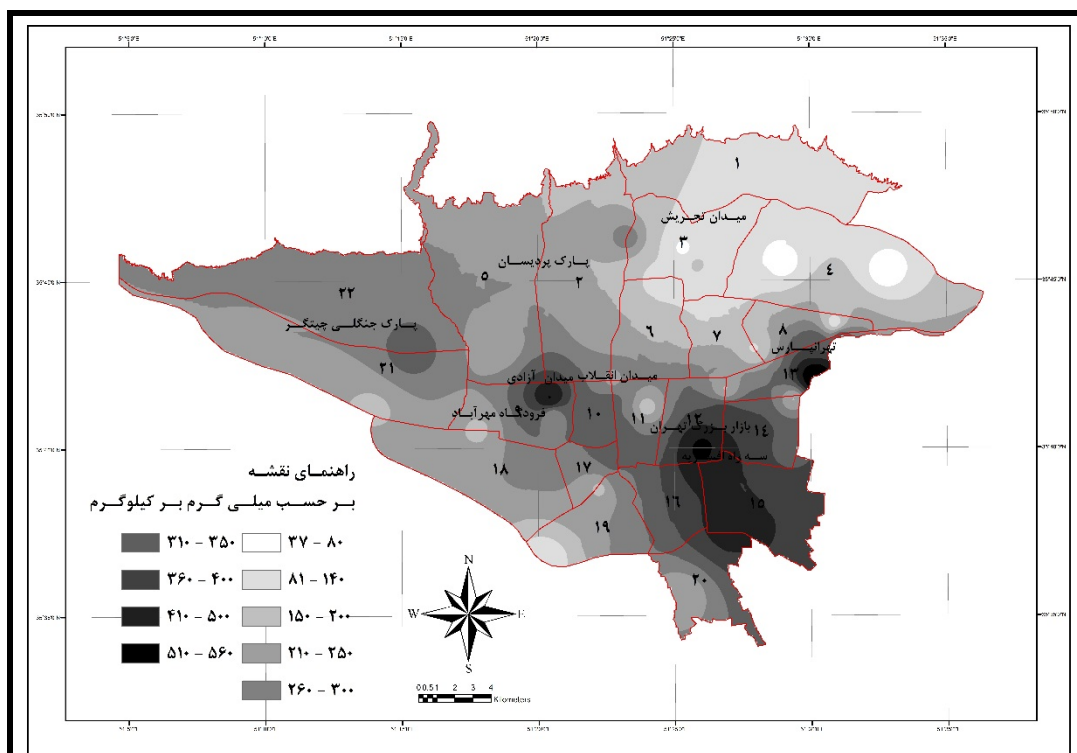 ۱
میدان تجریش
۳
۴
پارک پردیسان
۵
۲
۲۲
پارک جنگلی چیتگر
۶
۷
۸
تهرانپارس
۲۱
۱۳
میدان آزادی
میدان انقلاب
۹
فرودگاه مهرآباد
۱۰
۱۱
۱۲
بازار بزرگ تهران
۱۴
سه راه
۱۸
۱۷
۱۶
۱۵
۱۹
۲۰
راهنمای نقشه
بر حسب میلی گرم بر کیلوگرم
۳۷ - ۸۰
۳۱۰ - ۳۵۰
۸۱ - ۱۴۰
۳۶۰ - ۴۰۰
۱۵۰ - ۲۰۰
۴۱۰ - ۵۰۰
۲۱۰ - ۲۵۰
۵۱۰ - ۵۶۰
۲۶۰ - ۳۰۰
N
W E
S
0 0.5 1 2 3 4
Kilometers